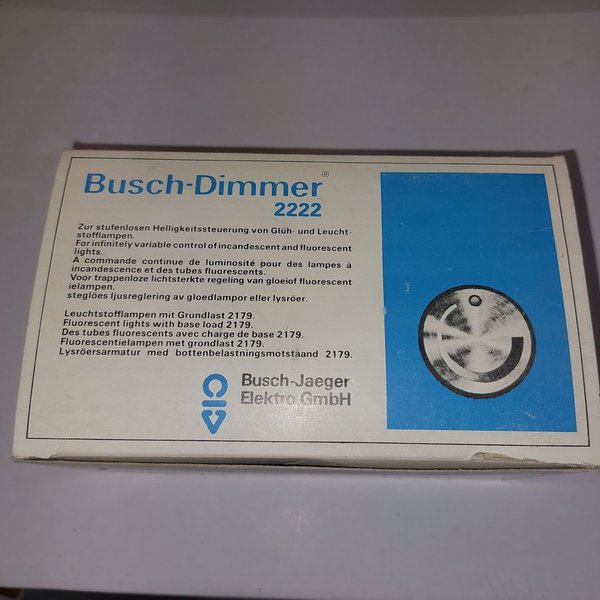 Busch-Dimmer®
2222
Zur stufenlosen Helligkeitssteuerung von Glüh- und Leucht-
stofflampen.
For infinitely variable control of incandescent and fluorescent
lights.
A commande continue de luminosité pour des lampes à
incandescence et des tubes fluorescents.
Voor trappenloze lichtsterkte regeling van gloeiof fluorescent
ielampen.
steglöes ljusreglering av gloedlampor eller lysröer.
Leuchtstofflampen mit Grundlast 2179.
Fluorescent lights with base load 2179.
Des tubes fluorescents avec charge de base 2179.
Fluorescentielampen met grondlast 2179.
Lysröersarmatur med bottenbelastningsmotstäand 2179.
Busch-Jaeger
Elektro GmbH